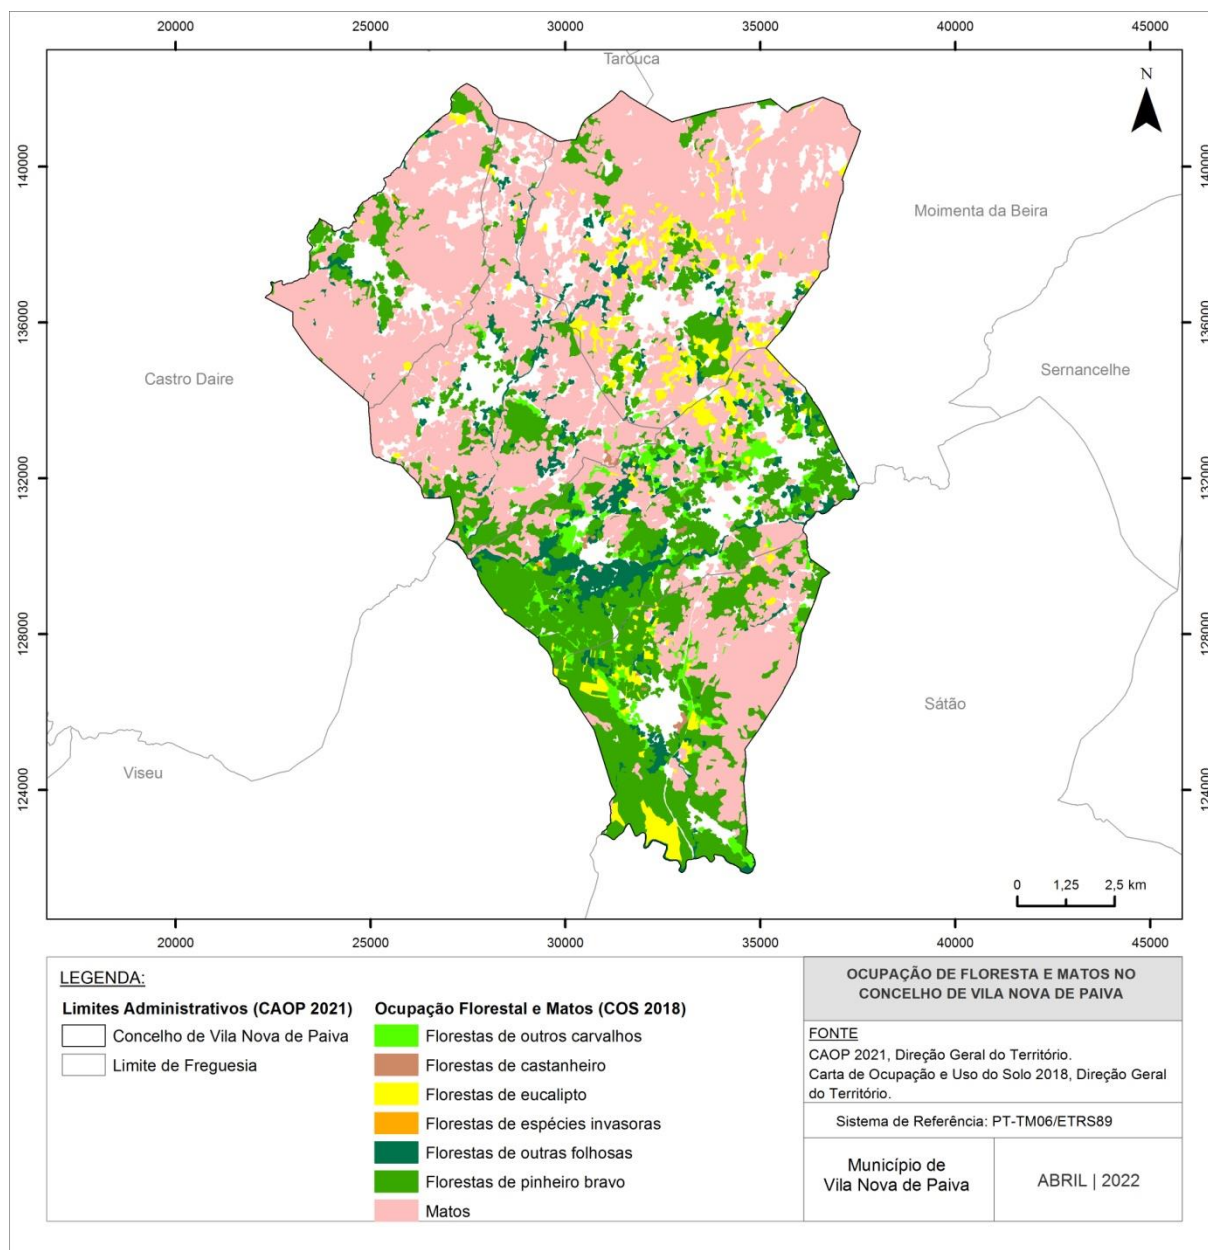 20000 25000 30000 35000 40000 45000
Tarouca
N
140000 140000
Moimenta da Beira
136000 136000
Castro Daire
Sernancelhe
132000 132000
128000 128000
Sátão
Viseu
124000 124000
0 1,25 2,5 km
20000 25000 30000 35000 40000 45000
LEGENDA:
Limites Administrativos (CAOP 2021)
Concelho de Vila Nova de Paiva
Limite de Freguesia
Ocupação Florestal e Matos (COS 2018)
Florestas de outros carvalhos
Florestas de castanheiro
Florestas de eucalipto
Florestas de espécies invasoras
Florestas de outras folhosas
Florestas de pinheiro bravo
Matos
OCUPAÇÃO DE FLORESTA E MATOS NO
CONCELHO DE VILA NOVA DE PAIVA
FONTE
CAOP 2021, Direção Geral do Território.
Carta de Ocupação e Uso do Solo 2018, Direção Geral
do Território.
Sistema de Referência: PT-TM06/ETRS89
Município de
Vila Nova de Paiva
ABRIL | 2022